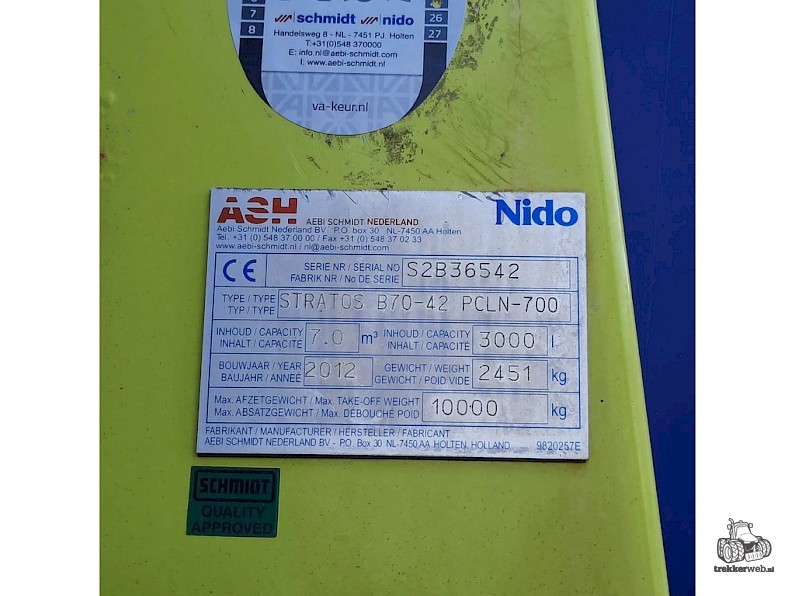 7
8
schmidt nido
26
27
Handelsweg 8 - NL - 7451 PJ Holten
T:+31(0)548 370000
E: info.nl@aebi-schmidt.com
I: www.aebi-schmidt.nl
va-keur.nl
ASH AEBI SCHMIDT NEDERLAND Nido
Aebi Schmidt Nederland BV P.O. box 30 NL-7450 AA Holten
Tel. +31 (0) 548 37 00 00 / Fax +31 (0) 548 37 02 33
www.aebi-schmidt.nl / nl@aebi-schmidt.com
CE SERIE NR / SERIAL NO S2B36542
FABRIK NR / No DE SERIE
TYPE / TYPE STRATOS B70-42 PCLN-700
TYP / TYPE
INHOUD / CAPACITY 7.0 m³ INHOUD / CAPACITY 3000 l.
INHALT / CAPACITE INHALT / CAPACITE
BOUWJAAR / YEAR 2012 GEWICHT / WEIGHT 2451 kg
BAUJAHR / ANNEÉ GEWICHT / POID VIDE
Max. AFZETGEWICHT / Max. TAKE-OFF WEIGHT 10000 kg
Max. ABSATZGEWICHT / Max. DÉBOUCHÉ POID
FABRIKANT / MANUFACTURER / HERSTELLER / FABRICANT
AEBI SCHMIDT NEDERLAND BV - P.O. Box 30 NL-7450 AA HOLTEN, HOLLAND 9820257E
SCHMIDT
QUALITY
APPROVED
trekkerweb.nl